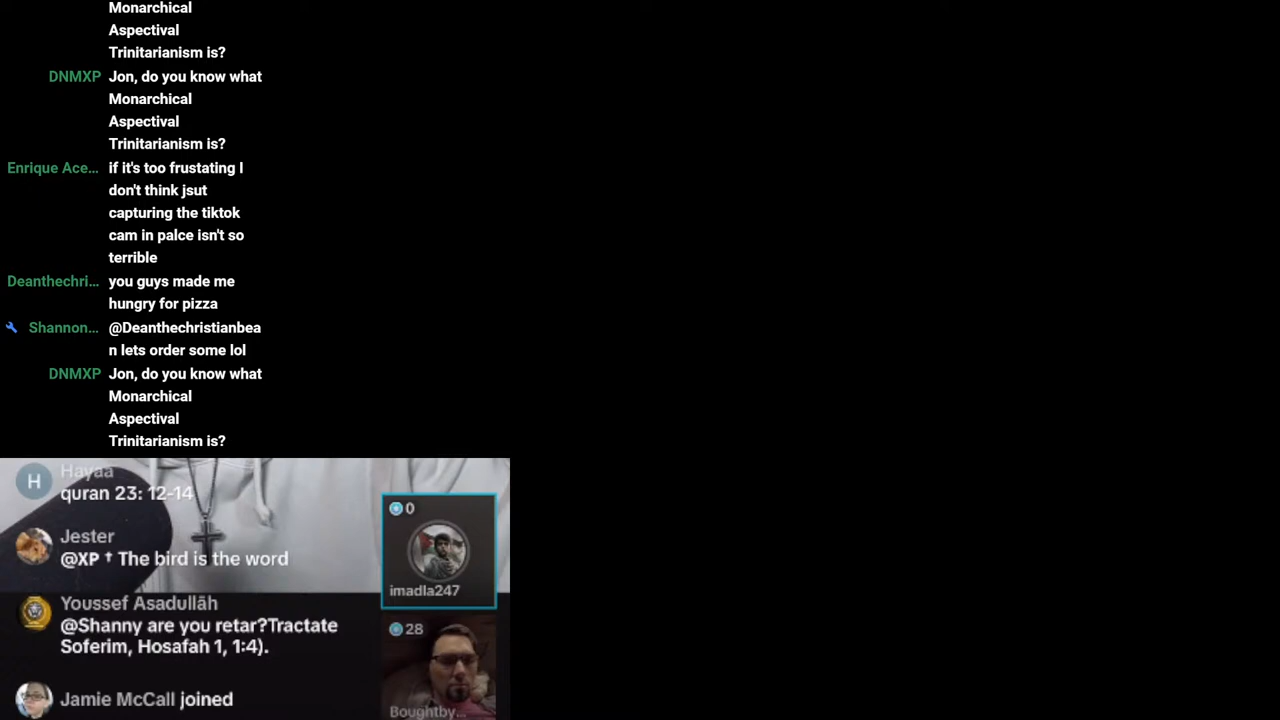 Monarchical
Aspectival
Trinitarianism is?
DNMXP Jon, do you know what
Monarchical
Aspectival
Trinitarianism is?
Enrique Ace... if it's too frustating I
don't think jsut
capturing the tiktok
cam in palce isn't so
terrible
Deanthechri... you guys made me
hungry for pizza
Shannon... @Deanthechristianbea
n lets order some lol
DNMXP Jon, do you know what
Monarchical
Aspectival
Trinitarianism is?
H Hayaa
quran 23: 12-14
Jester
@XP † The bird is the word
Youssef Asadullāh
@Shanny are you retar?Tractate
Soferim, Hosafah 1, 1:4).
Jamie McCall joined
0
imadla247
28
Boughtby...